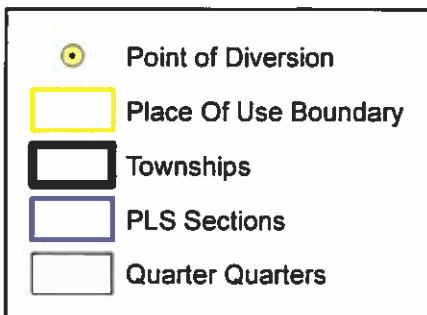 Point of Diversion
Place Of Use Boundary
Townships
PLS Sections
Quarter Quarters